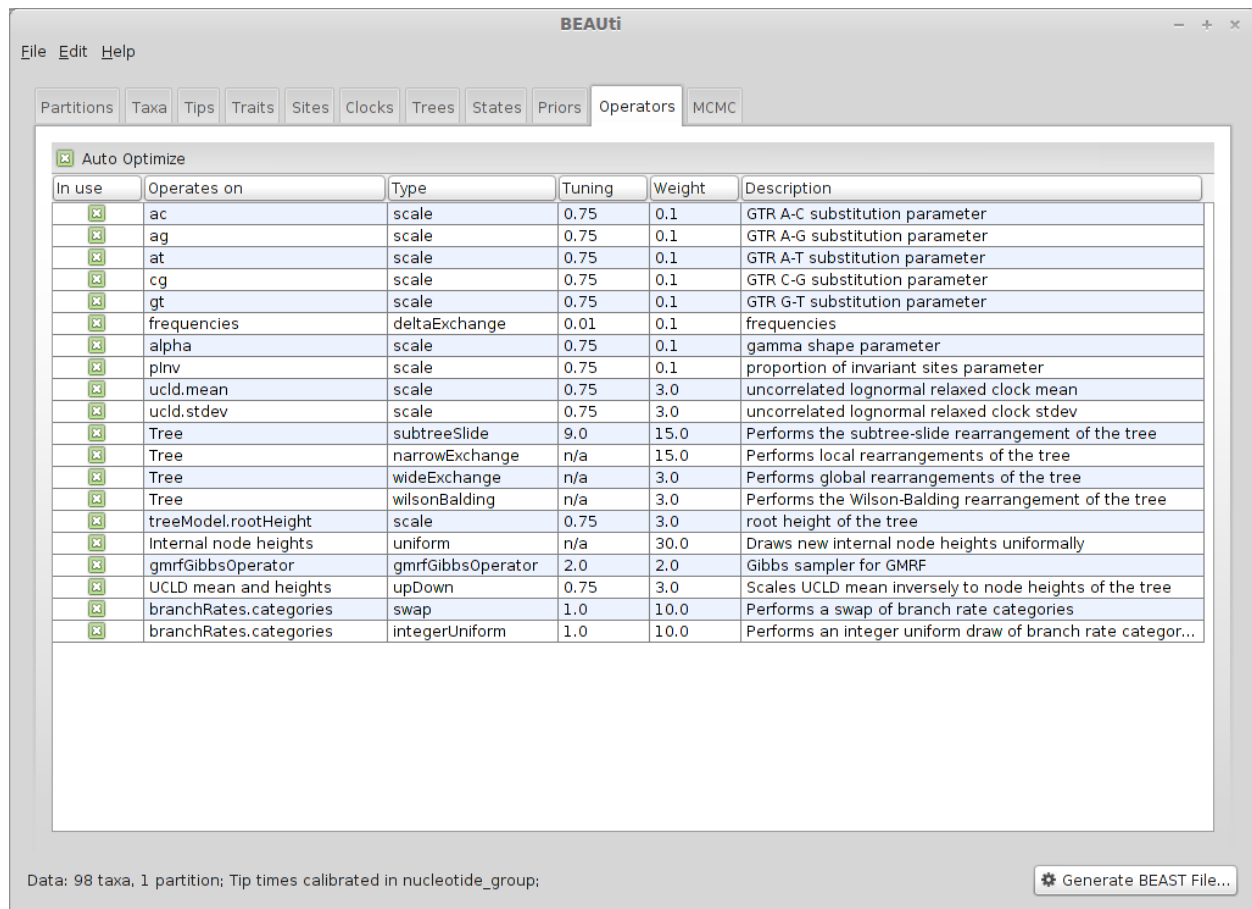 BEAUti
File Edit Help
Partitions Taxa Tips Traits Sites Clocks Trees States Priors Operators MCMC
Auto Optimize
In use Operates on Type Tuning Weight Description
ac scale 0.75 0.1 GTR A-C substitution parameter
ag scale 0.75 0.1 GTR A-G substitution parameter
at scale 0.75 0.1 GTR A-T substitution parameter
cg scale 0.75 0.1 GTR C-G substitution parameter
gt scale 0.75 0.1 GTR G-T substitution parameter
frequencies deltaExchange 0.01 0.1 frequencies
alpha scale 0.75 0.1 gamma shape parameter
pInv scale 0.75 0.1 proportion of invariant sites parameter
ucld.mean scale 0.75 3.0 uncorrelated lognormal relaxed clock mean
ucld.stdev scale 0.75 3.0 uncorrelated lognormal relaxed clock stdev
Tree subtreeSlide 9.0 15.0 Performs the subtree-slide rearrangement of the tree
Tree narrowExchange n/a 15.0 Performs local rearrangements of the tree
Tree wideExchange n/a 3.0 Performs global rearrangements of the tree
Tree wilsonBalding n/a 3.0 Performs the Wilson-Balding rearrangement of the tree
treeModel.rootHeight scale 0.75 3.0 root height of the tree
Internal node heights uniform n/a 30.0 Draws new internal node heights uniformally
gmrfGibbsOperator gmrfGibbsOperator 2.0 2.0 Gibbs sampler for GMRF
UCLD mean and heights upDown 0.75 3.0 Scales UCLD mean inversely to node heights of the tree
branchRates.categories swap 1.0 10.0 Performs a swap of branch rate categories
branchRates.categories integerUniform 1.0 10.0 Performs an integer uniform draw of branch rate categor...
Data: 98 taxa, 1 partition; Tip times calibrated in nucleotide_group;
Generate BEAST File...